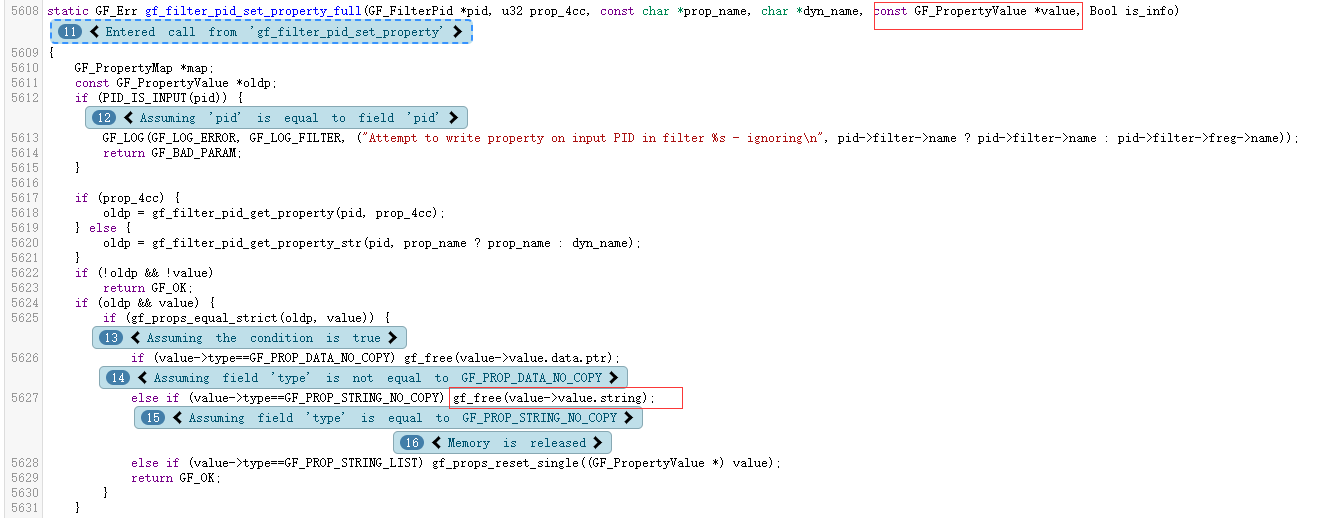 5608 static GF_Err gf_filter_pid_set_property_full(GF_FilterPid *pid, u32 prop_4cc, const char *prop_name, char *dyn_name, const GF_PropertyValue *value, Bool is_info)
11 Entered call from 'gf_filter_pid_set_property'
5609 {
5610 GF_PropertyMap *map;
5611 const GF_PropertyValue *oldp;
5612 if (PID_IS_INPUT(pid)) {
12 Assuming 'pid' is equal to field 'pid'
5613 GF_LOG(GF_LOG_ERROR, GF_LOG_FILTER, ("Attempt to write property on input PID in filter %s - ignoring\n", pid->filter->name ? pid->filter->name : pid->filter->freg->name));
5614 return GF_BAD_PARAM;
5615 }
5616
5617 if (prop_4cc) {
5618 oldp = gf_filter_pid_get_property(pid, prop_4cc);
5619 } else {
5620 oldp = gf_filter_pid_get_property_str(pid, prop_name ? prop_name : dyn_name);
5621 }
5622 if (!oldp && !value)
5623 return GF_OK;
5624 if (oldp && value) {
5625 if (gf_props_equal_strict(oldp, value)) {
13 Assuming the condition is true
5626 if (value->type==GF_PROP_DATA_NO_COPY) gf_free(value->value.data.ptr);
14 Assuming field 'type' is not equal to GF_PROP_DATA_NO_COPY
5627 else if (value->type==GF_PROP_STRING_NO_COPY) gf_free(value->value.string);
15 Assuming field 'type' is equal to GF_PROP_STRING_NO_COPY
16 Memory is released
5628 else if (value->type==GF_PROP_STRING_LIST) gf_props_reset_single((GF_PropertyValue *) value);
5629 return GF_OK;
5630 }
5631 }